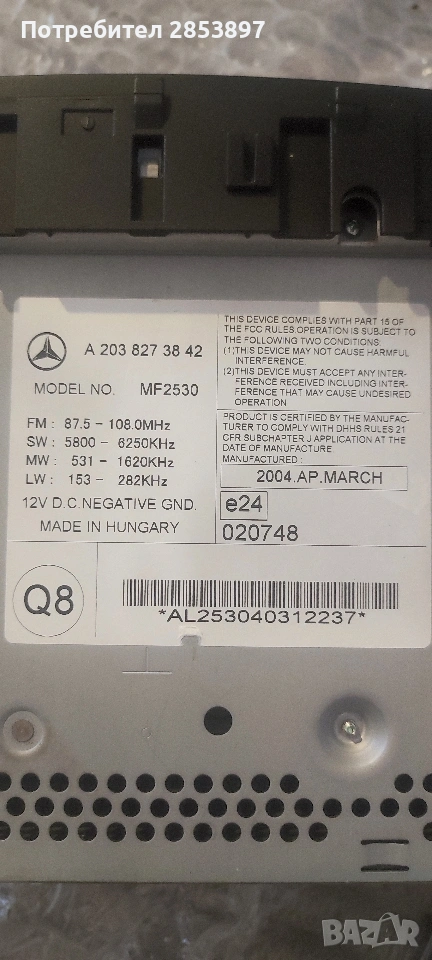 Потребител 2853897
A 203 827 38 42
MODEL NO. MF2530
FM : 87.5 - 108.0MHz
SW : 5800 - 6250KHz
MW : 531 - 1620KHz
LW : 153 - 282KHz
12V D.C.NEGATIVE GND.
MADE IN HUNGARY
THIS DEVICE COMPLIES WITH PART 15 OF
THE FCC RULES.OPERATION IS SUBJECT TO
THE FOLLOWING TWO CONDITIONS:
(1)THIS DEVICE MAY NOT CAUSE HARMFUL
INTERFERENCE.
(2)THIS DEVICE MUST ACCEPT ANY INTER-
FERENCE RECEIVED INCLUDING INTER-
FERENCE THAT MAY CAUSE UNDESIRED
OPERATION.
PRODUCT IS CERTIFIED BY THE MANUFAC-
TURER TO COMPLY WITH DHHS RULES 21
CFR SUBCHAPTER J APPLICATION AT THE
DATE OF MANUFACTURE
MANUFACTURED :
2004.AP.MARCH
e24
020748
Q8
*AL253040312237*
BAZAR